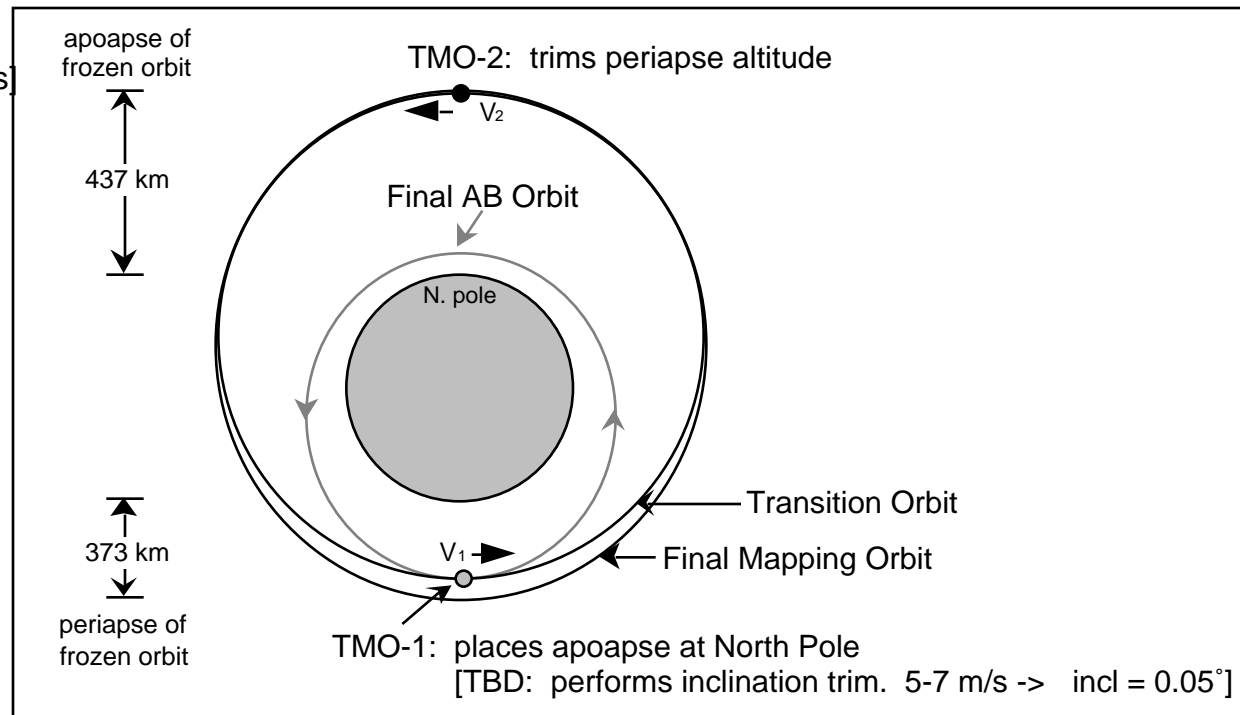 apoapse of
frozen orbit
s]
TMO-2: trims periapse altitude
V2
437 km
Final AB Orbit
N. pole
Transition Orbit
373 km
V1
Final Mapping Orbit
periapse of
frozen orbit
TMO-1: places apoapse at North Pole
[TBD: performs inclination trim. 5-7 m/s -> incl = 0.05˚]